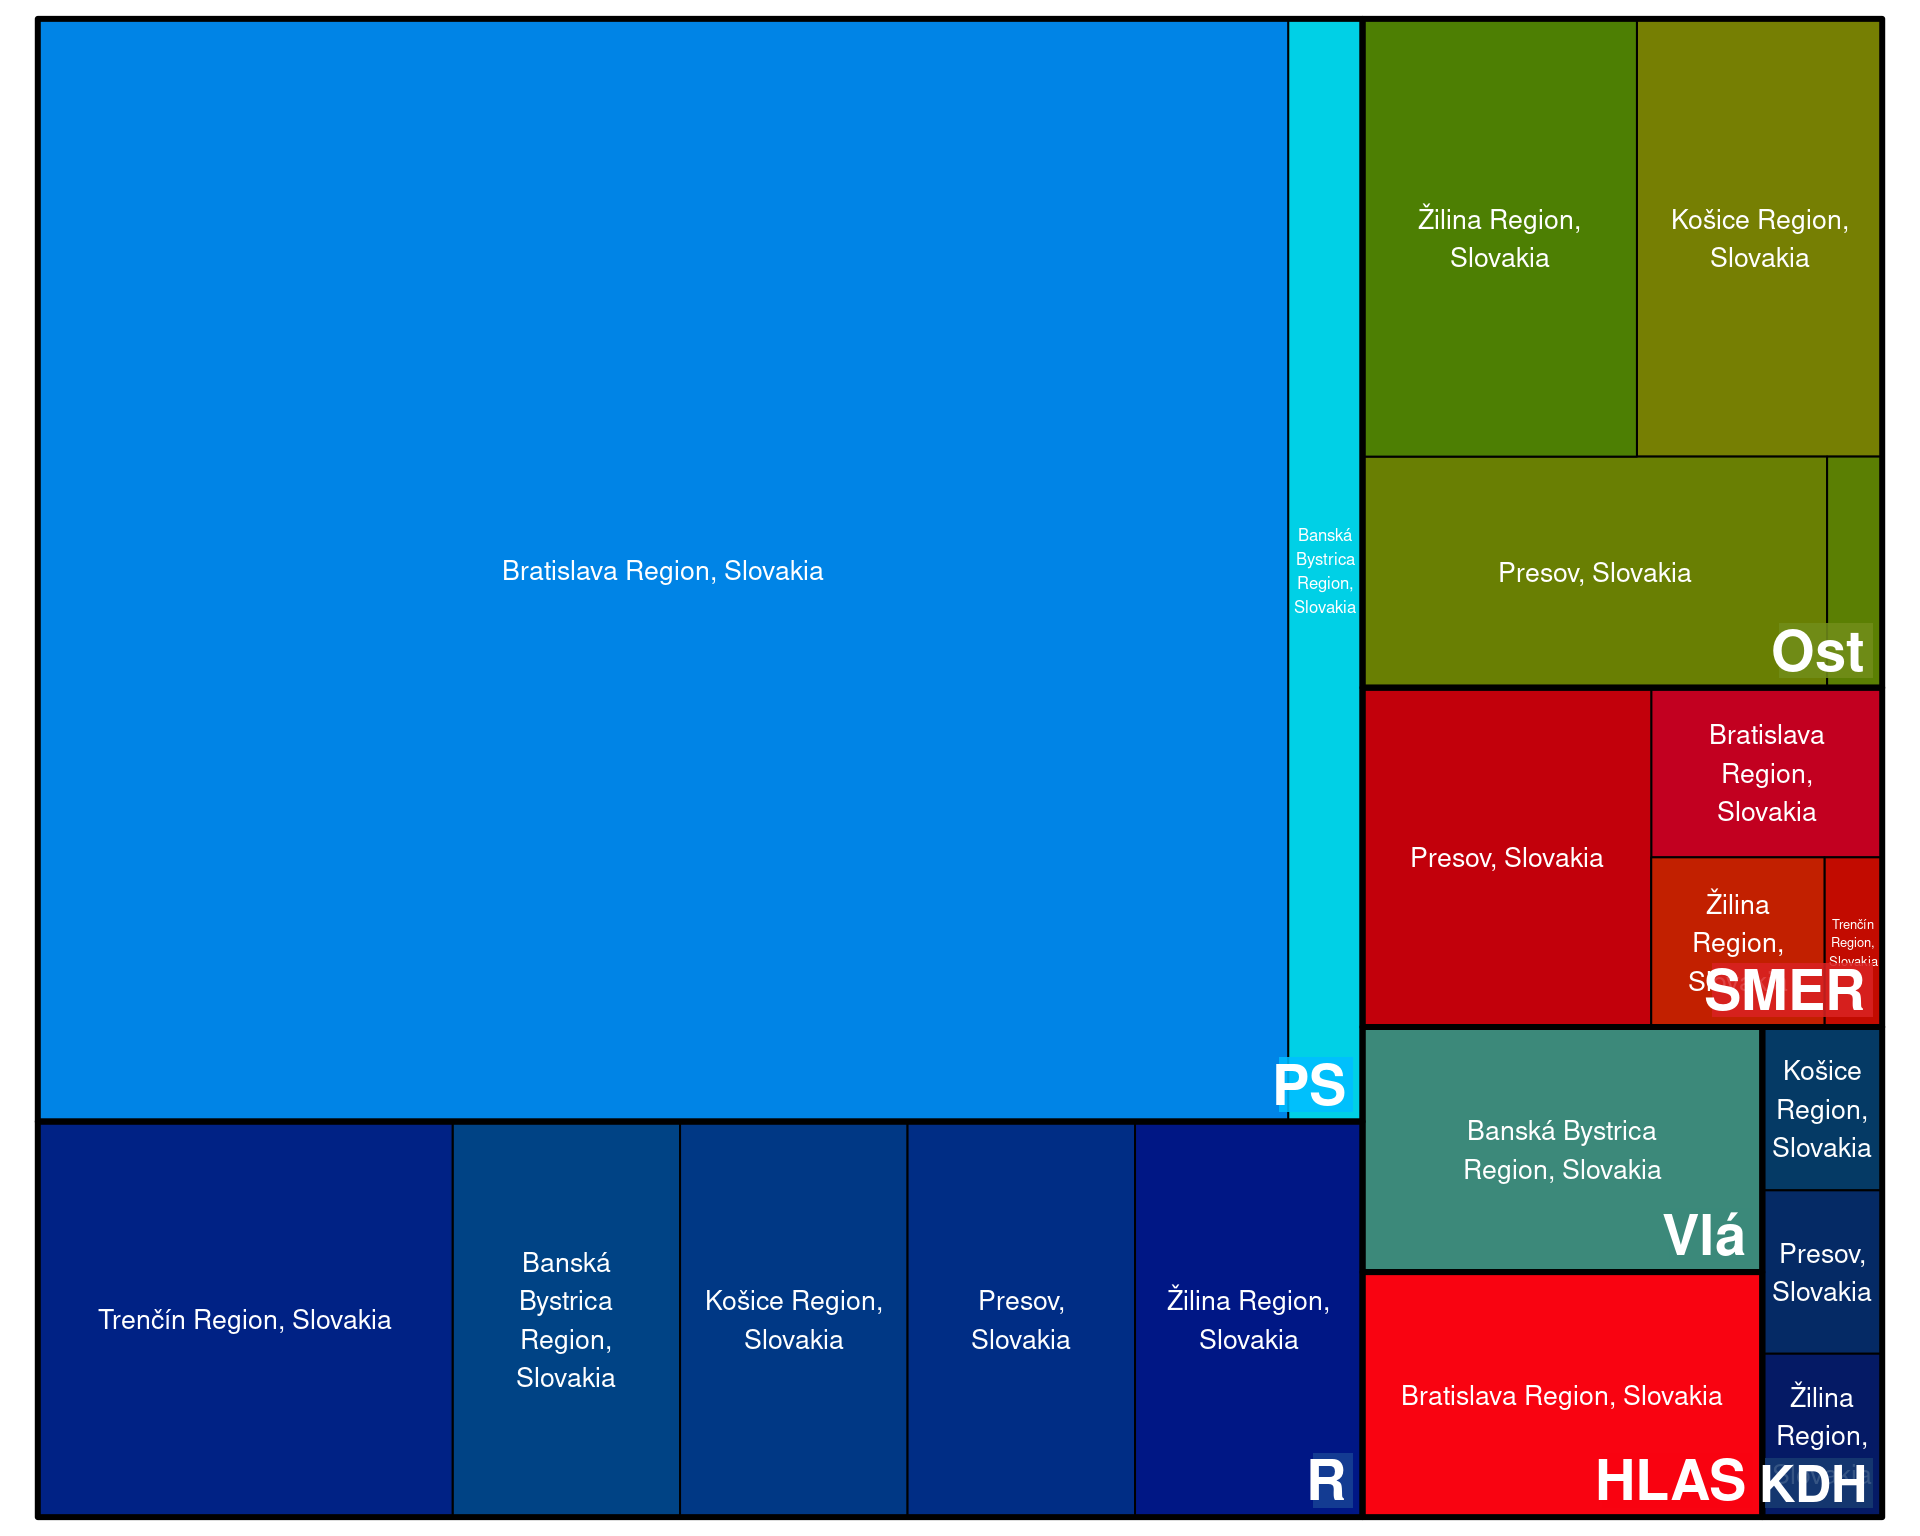 Bratislava Region, Slovakia
Banská
Bystrica
Region,
Slovakia
PS
Trenčín Region, Slovakia
Banská
Bystrica
Region,
Slovakia
Košice Region,
Slovakia
Presov,
Slovakia
Žilina Region,
Slovakia
R
Žilina Region,
Slovakia
Košice Region,
Slovakia
Presov, Slovakia
Ost
Presov, Slovakia
Bratislava
Region,
Slovakia
Žilina
Region,
Trenčín
Region,
Slovakia
SMER
Banská Bystrica
Region, Slovakia
Vlá
Bratislava Region, Slovakia
HLAS
Košice
Region,
Slovakia
Presov,
Slovakia
Žilina
Region,
Slovakia
KDH